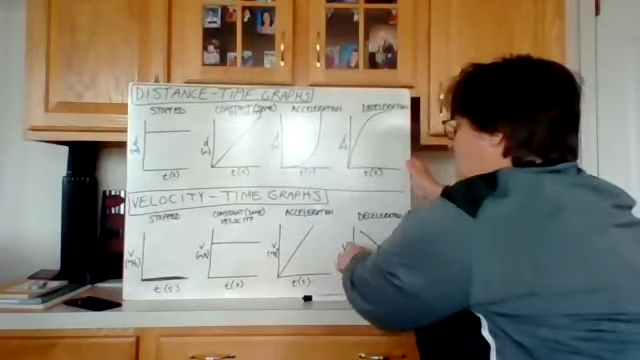 DISTANCE-TIME GRAPHS
STOPPED CONSTANT (SAME) ACCELERATION DECELERATION
d (m) d (m) d (m) d (m)
t(s) t(s) t(s) t(s)
VELOCITY-TIME GRAPHS
STOPPED CONSTANT (SAME) VELOCITY ACCELERATION DECELERATION
V (m/s) V (m/s) V (m/s) V
t(s) t(s) t(s)